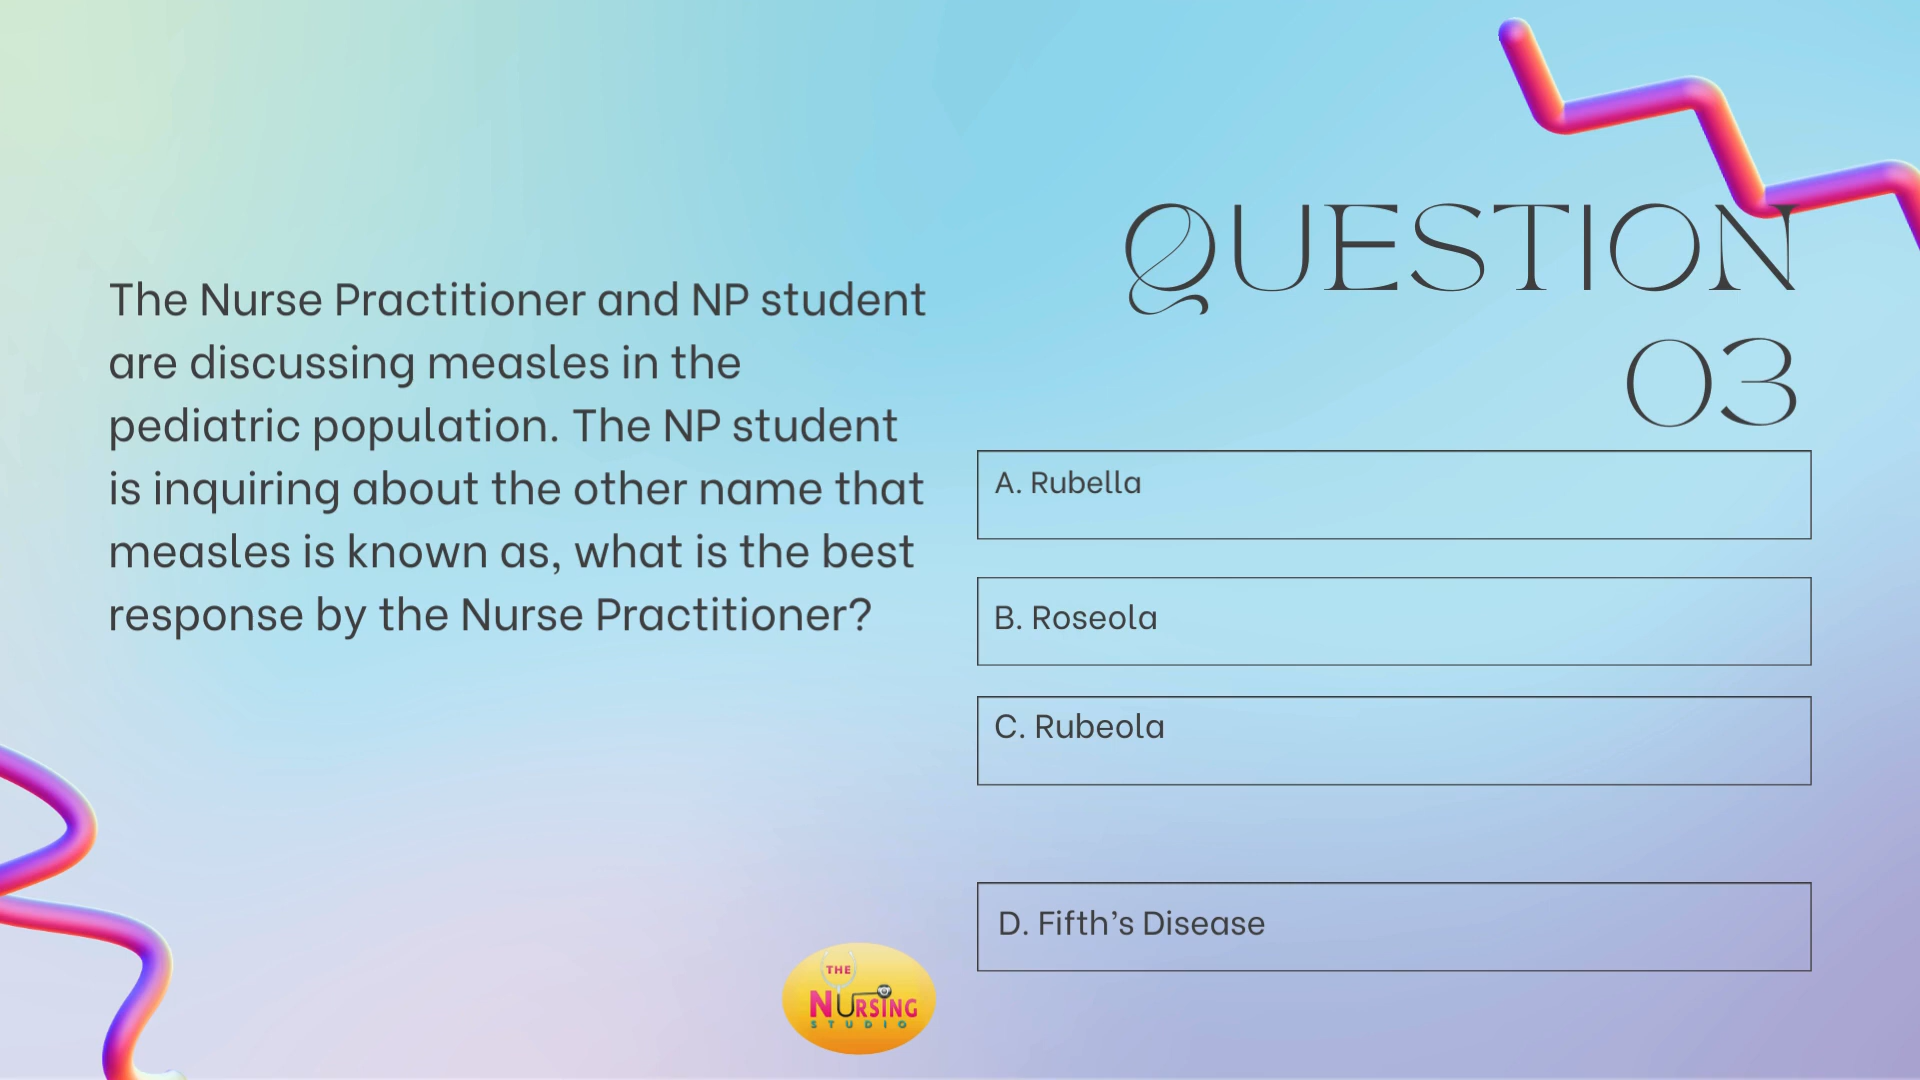 The Nurse Practitioner and NP student
are discussing measles in the
pediatric population. The NP student
is inquiring about the other name that
measles is known as, what is the best
response by the Nurse Practitioner?
QUESTION
03
A. Rubella
B. Roseola
C. Rubeola
D. Fifth’s Disease
THE
NURSING
STUDIO